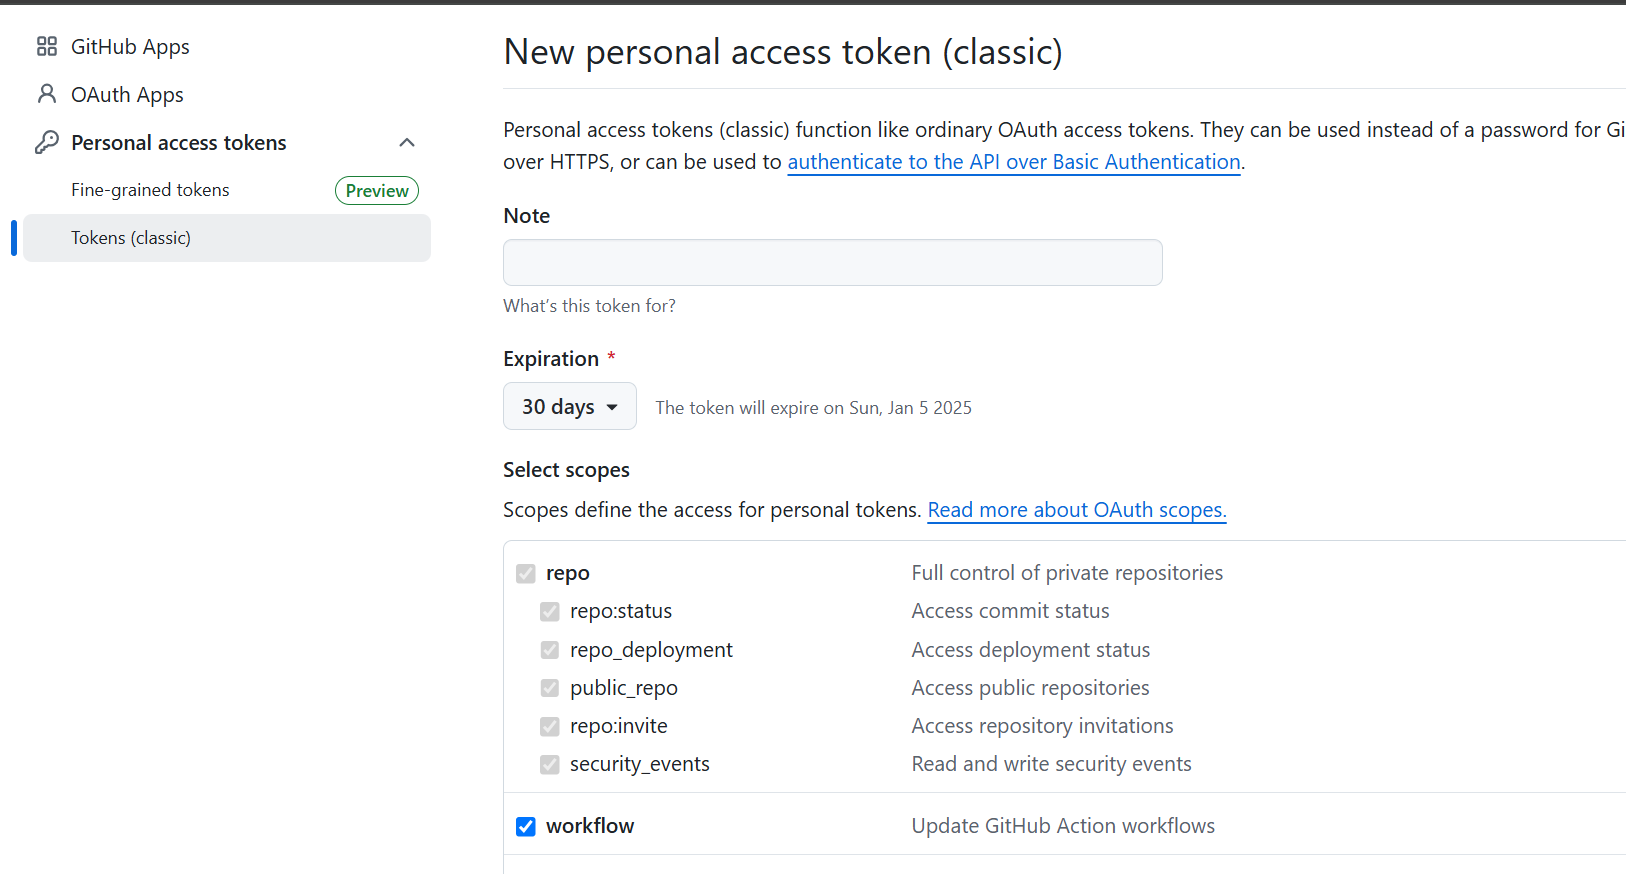 GitHub Apps
OAuth Apps
Personal access tokens
Fine-grained tokens Preview
Tokens (classic)
New personal access token (classic)
Personal access tokens (classic) function like ordinary OAuth access tokens. They can be used instead of a password for
over HTTPS, or can be used to authenticate to the API over Basic Authentication.
Note
What's this token for?
Expiration *
30 days The token will expire on Sun, Jan 5 2025
Select scopes
Scopes define the access for personal tokens. Read more about OAuth scopes.
repo Full control of private repositories
repo:status Access commit status
repo_deployment Access deployment status
public_repo Access public repositories
repo:invite Access repository invitations
security_events Read and write security events
workflow Update GitHub Action workflows